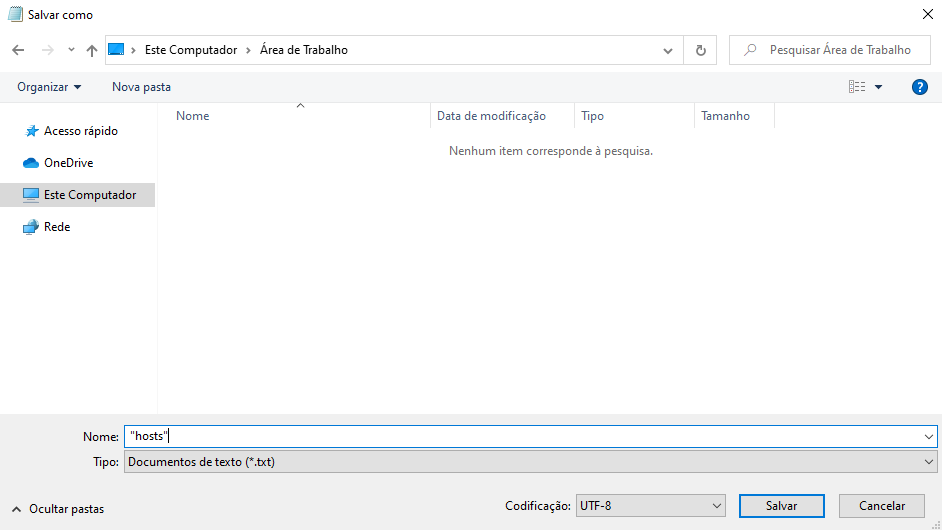 Salvar como
Este Computador Área de Trabalho
Pesquisar Área de Trabalho
Organizar Nova pasta
?
Nome Data de modificação Tipo Tamanho
Acesso rápido
Nenhum item corresponde à pesquisa.
OneDrive
Este Computador
Rede
Nome: "hosts"
Tipo: Documentos de texto (*.txt)
Ocultar pastas Codificação: UTF-8 Salvar Cancelar